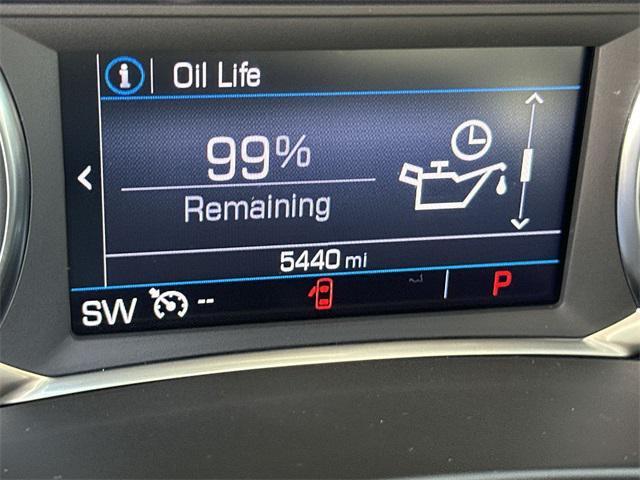 i | Oil Life
99%
Remaining
5440 mi
SW -- P